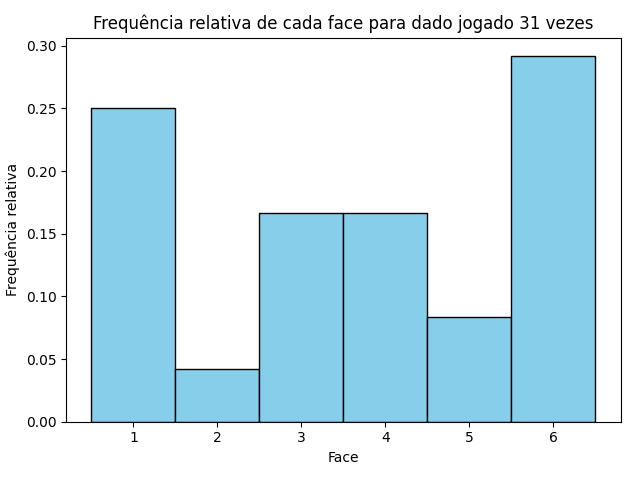 Frequência relativa de cada face para dado jogado 31 vezes
0.30
0.25
0.20
0.15
0.10
0.05
0.00
Frequência relativa
1 2 3 4 5 6
Face